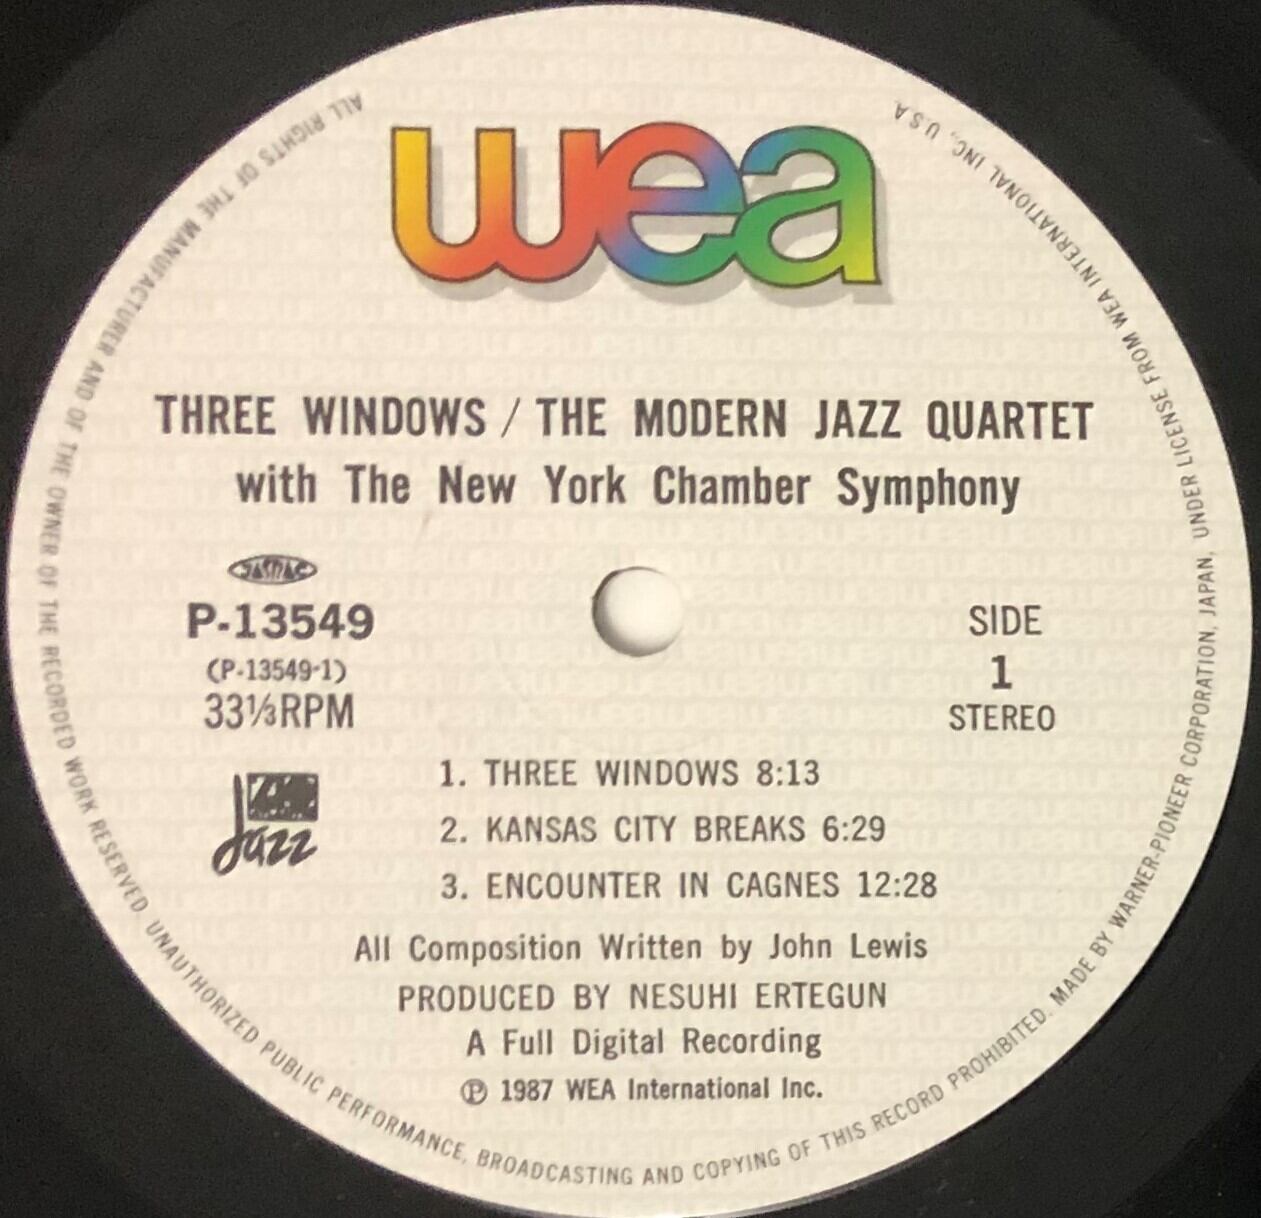 wea
THREE WINDOWS / THE MODERN JAZZ QUARTET
with The New York Chamber Symphony
JASRAC
P-13549
(P-13549-1)
33⅓RPM
SIDE
1
STEREO
Jazz
1. THREE WINDOWS 8:13
2. KANSAS CITY BREAKS 6:29
3. ENCOUNTER IN CAGNES 12:28
All Composition Written by John Lewis
PRODUCED BY NESUHI ERTEGUN
A Full Digital Recording
Ⓟ 1987 WEA International Inc.
ALL RIGHTS OF THE MANUFACTURER AND OF THE OWNER OF THE RECORDED WORK RESERVED. UNAUTHORIZED PUBLIC PERFORMANCE, BROADCASTING AND COPYING OF THIS RECORD PROHIBITED. MADE BY WARNER-PIONEER CORPORATION, JAPAN, UNDER LICENSE FROM WEA INTERNATIONAL INC., U.S.A